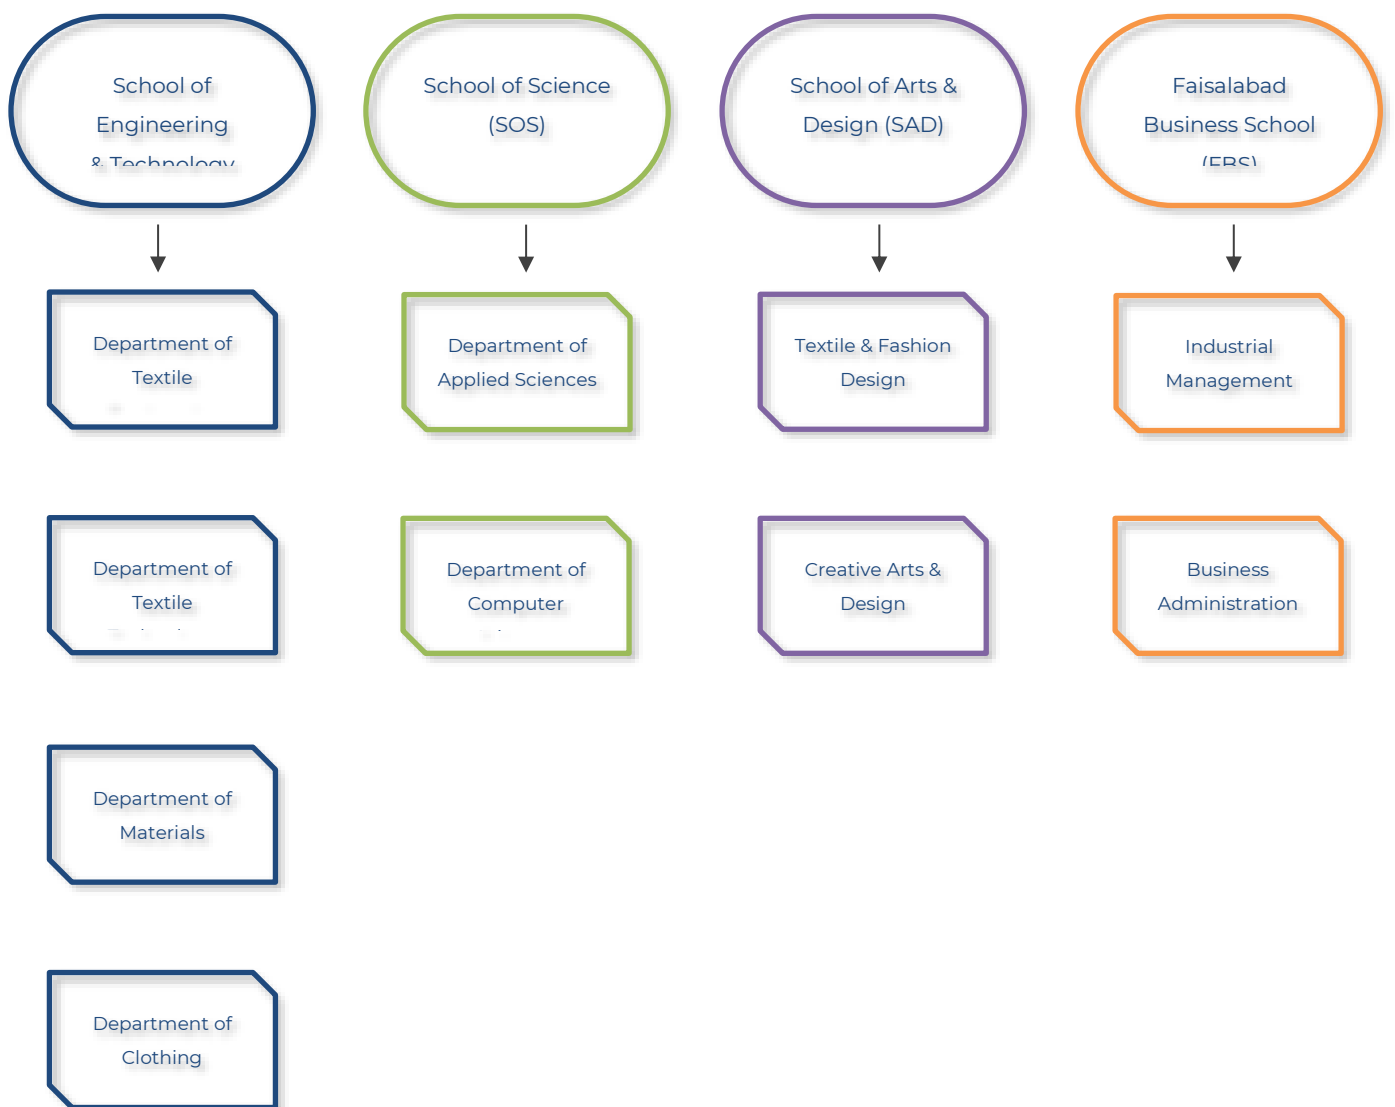 School of
Engineering
& Technology
School of Science
(SOS)
School of Arts &
Design (SAD)
Faisalabad
Business School
(FBS)
Department of
Textile
Department of
Applied Sciences
Textile & Fashion
Design
Industrial
Management
Department of
Textile
Department of
Computer
Creative Arts &
Design
Business
Administration
Department of
Materials
Department of
Clothing